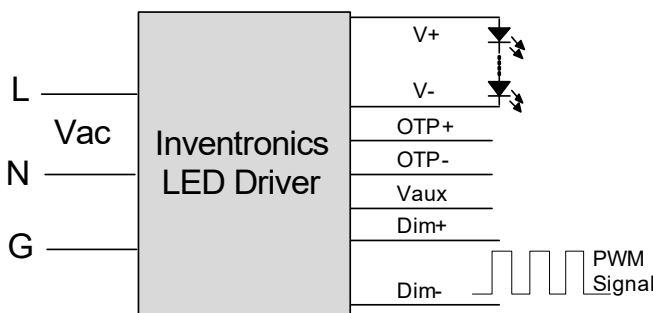 V+
L
V-
Vac
OTP+
Inventronics
LED Driver
OTP-
N
Vaux
Dim+
G
PWM
Signal
Dim-